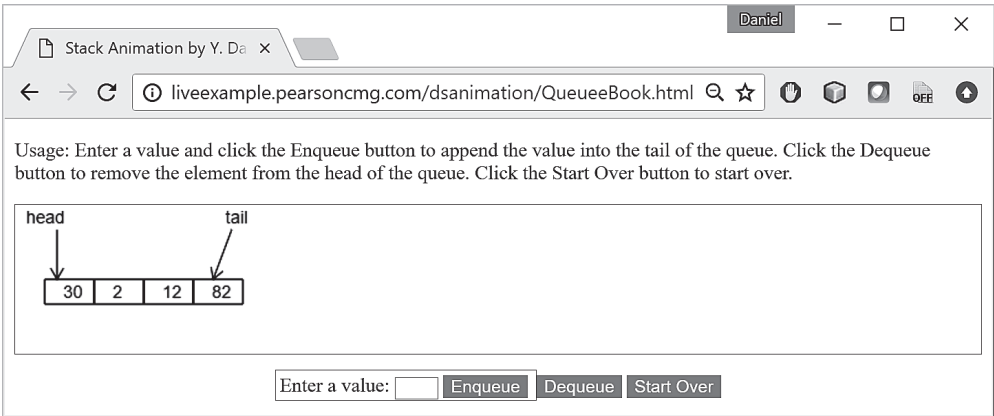 Daniel
Stack Animation by Y. Da
liveexample.pearsoncmg.com/dsanimation/QueueeBook.html
OFF
Usage: Enter a value and click the Enqueue button to append the value into the tail of the queue. Click the Dequeue
button to remove the element from the head of the queue. Click the Start Over button to start over.
head tail
30 2 12 82
Enter a value: Enqueue Dequeue Start Over